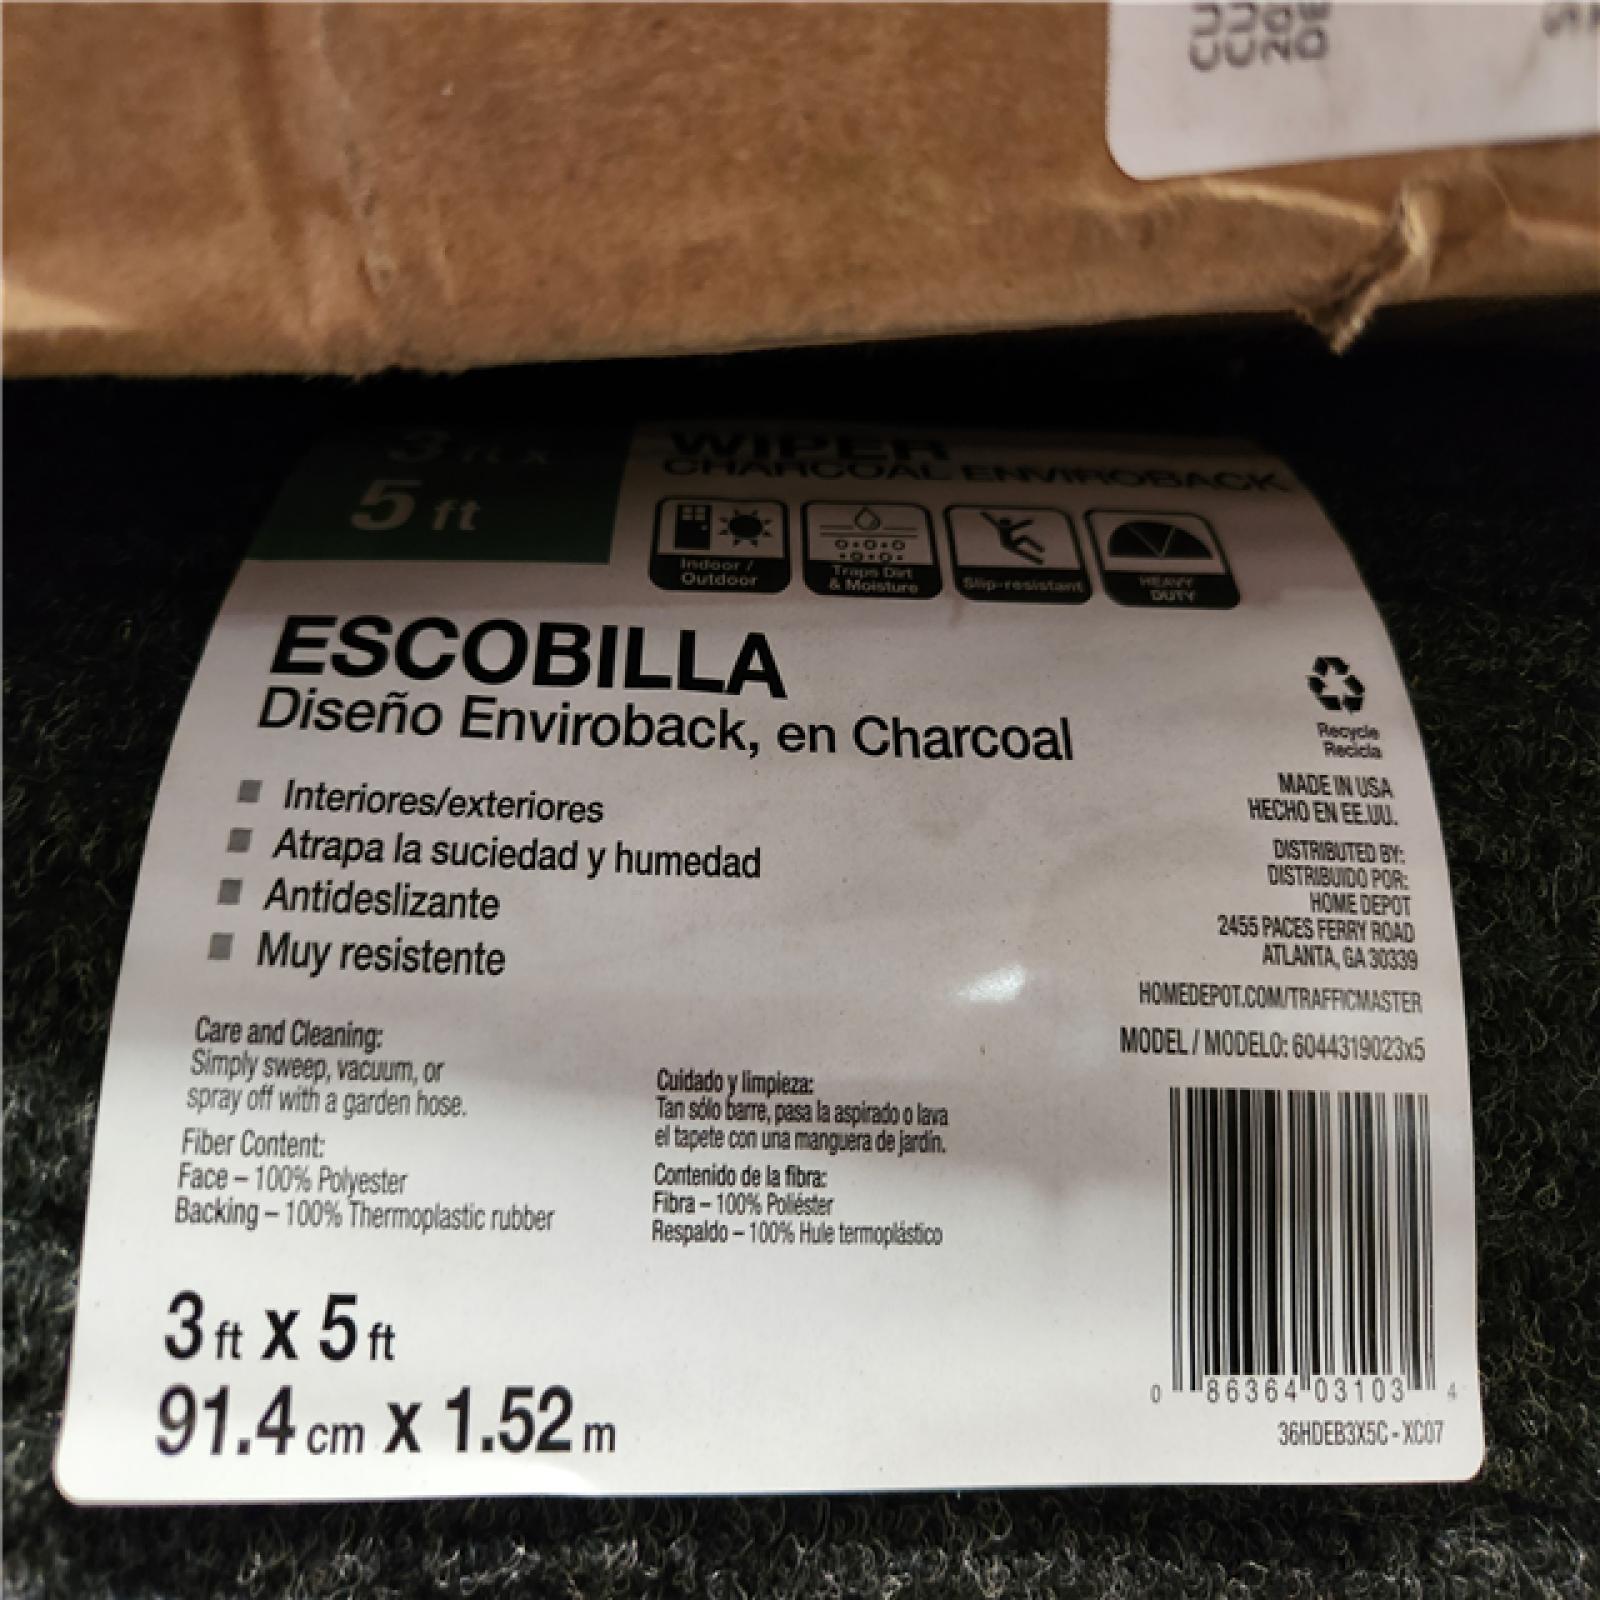 3 ft x
5 ft
WIPER
CHARCOAL ENVIROBACK
Indoor /
Outdoor
Traps Dirt
& Moisture
Slip-resistant
HEAVY
DUTY
ESCOBILLA
Diseño Enviroback, en Charcoal
Interiores/exteriores
Atrapa la suciedad y humedad
Antideslizante
Muy resistente
Recycle
Recicla
MADE IN USA
HECHO EN EE.UU.
DISTRIBUTED BY:
DISTRIBUIDO POR:
HOME DEPOT
2455 PACES FERRY ROAD
ATLANTA, GA 30339
HOMEDEPOT.COM/TRAFFICMASTER
MODEL / MODELO: 6044319023x5
Care and Cleaning:
Simply sweep, vacuum, or
spray off with a garden hose.
Fiber Content:
Face – 100% Polyester
Backing – 100% Thermoplastic rubber
Cuidado y limpieza:
Tan sólo barre, pasa la aspirado o lava
el tapete con una manguera de jardín.
Contenido de la fibra:
Fibra – 100% Poliéster
Respaldo – 100% Hule termoplástico
3 ft x 5 ft
91.4 cm x 1.52 m
0 86364 03103 4
36HDEB3X5C - XC07